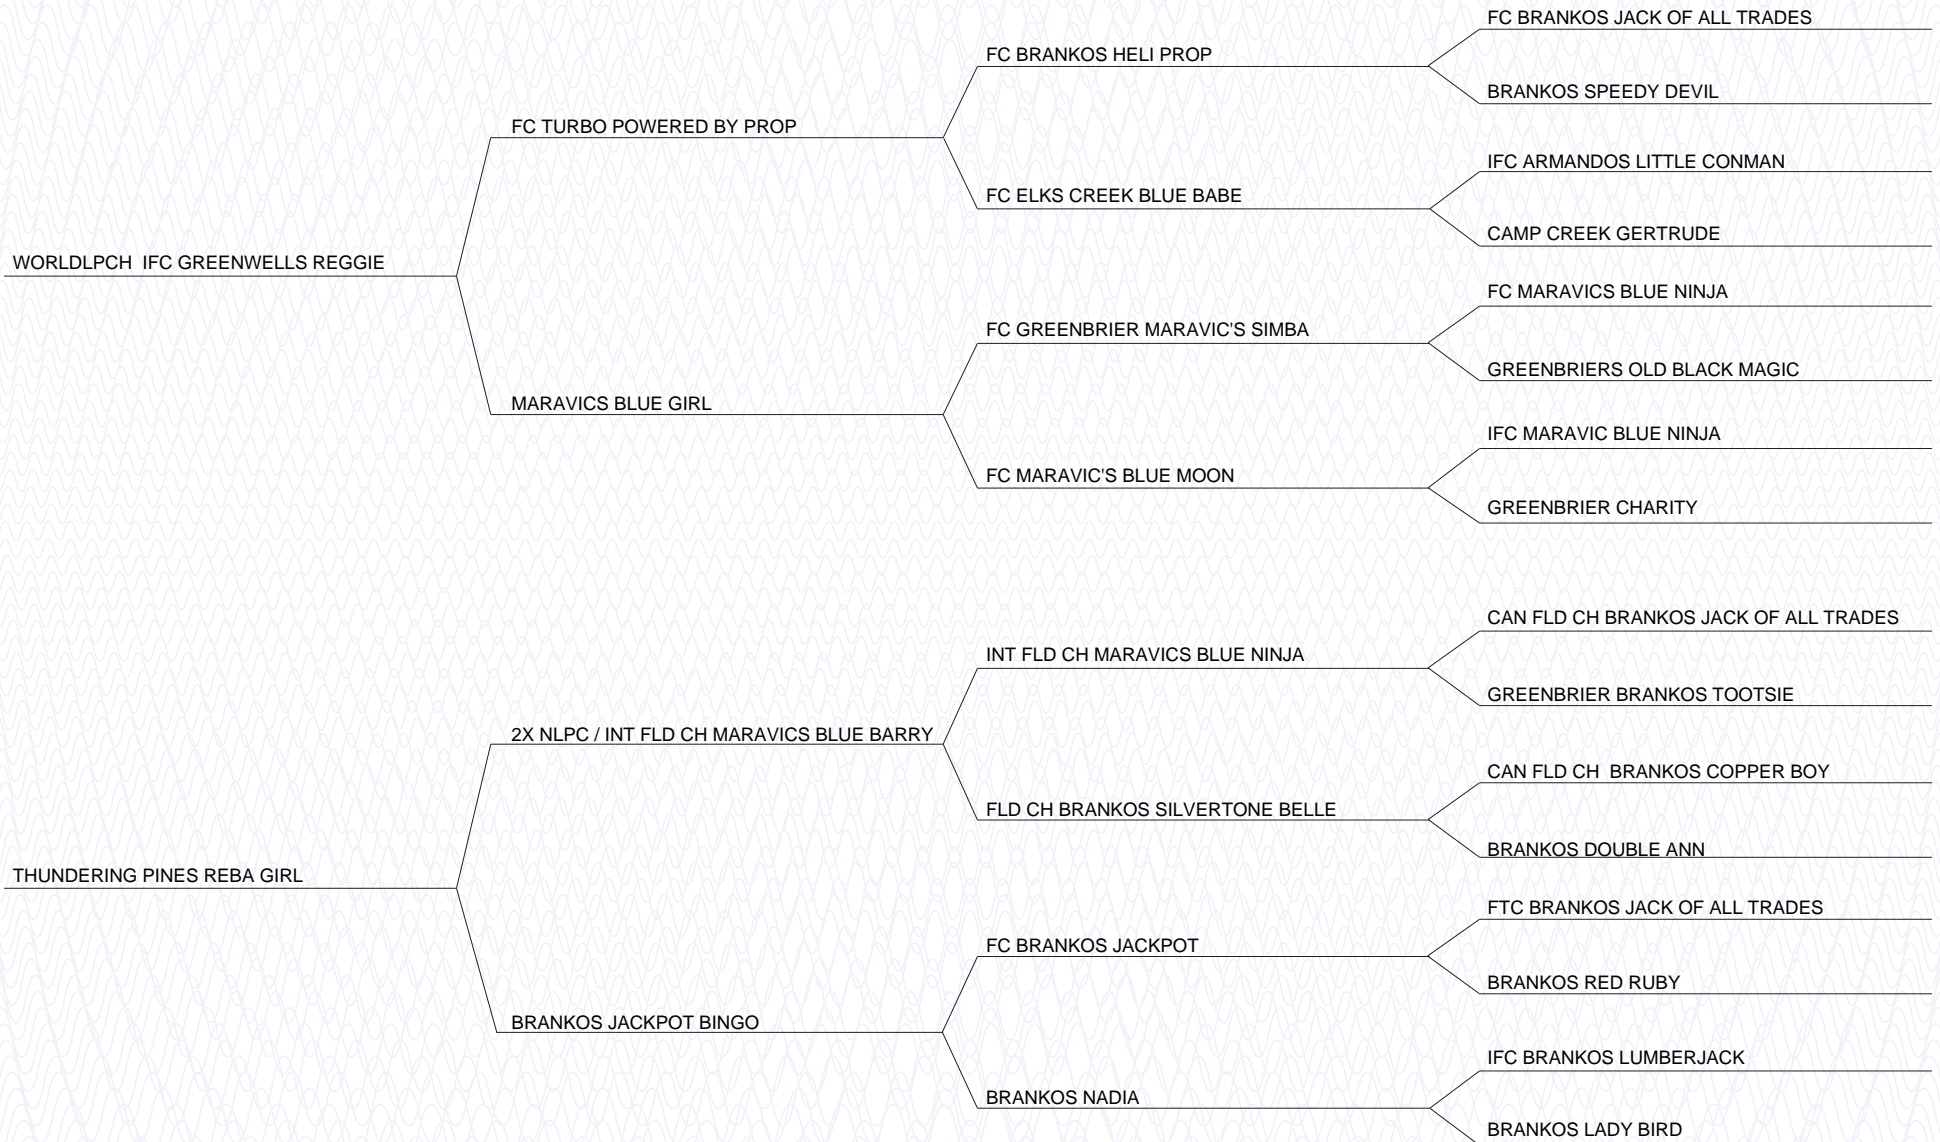 FC BRANKOS JACK OF ALL TRADES
FC BRANKOS HELI PROP
BRANKOS SPEEDY DEVIL
FC TURBO POWERED BY PROP
IFC ARMANDOS LITTLE CONMAN
FC ELKS CREEK BLUE BABE
CAMP CREEK GERTRUDE
WORLDLPCH  IFC GREENWELLS REGGIE
FC MARAVICS BLUE NINJA
FC GREENBRIER MARAVIC'S SIMBA
GREENBRIERS OLD BLACK MAGIC
MARAVICS BLUE GIRL
IFC MARAVIC BLUE NINJA
FC MARAVIC'S BLUE MOON
GREENBRIER CHARITY
CAN FLD CH BRANKOS JACK OF ALL TRADES
INT FLD CH MARAVICS BLUE NINJA
GREENBRIER BRANKOS TOOTSIE
2X NLPC / INT FLD CH MARAVICS BLUE BARRY
CAN FLD CH  BRANKOS COPPER BOY
FLD CH BRANKOS SILVERTONE BELLE
BRANKOS DOUBLE ANN
THUNDERING PINES REBA GIRL
FTC BRANKOS JACK OF ALL TRADES
FC BRANKOS JACKPOT
BRANKOS RED RUBY
BRANKOS JACKPOT BINGO
IFC BRANKOS LUMBERJACK
BRANKOS NADIA
BRANKOS LADY BIRD